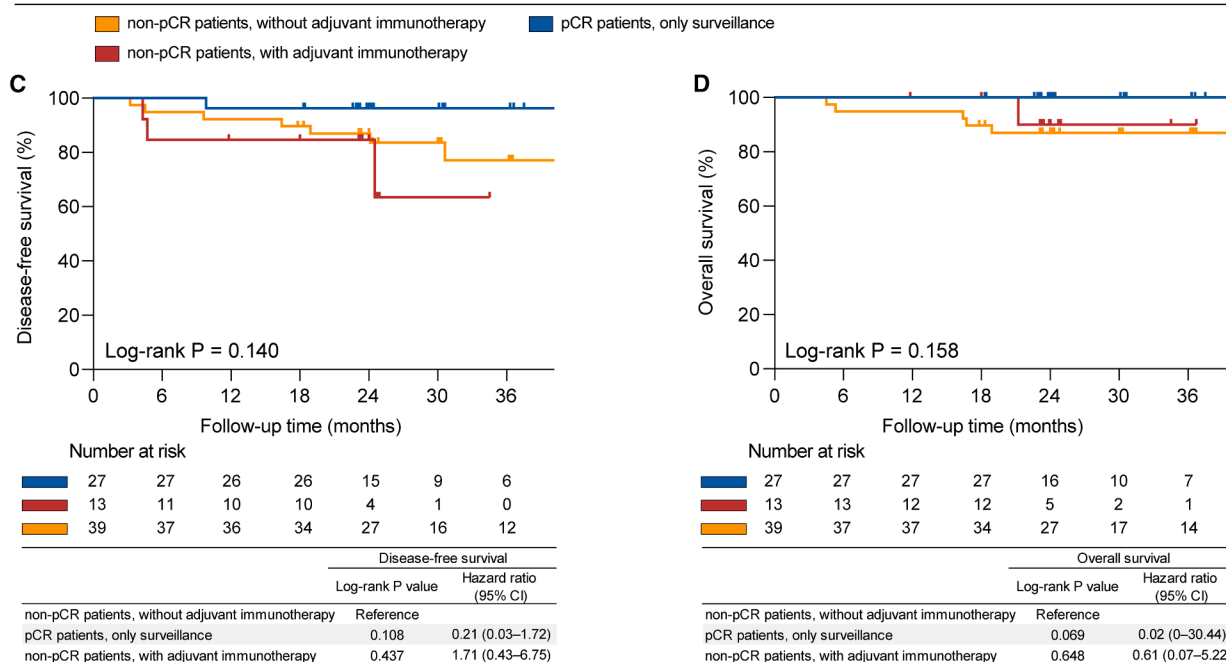 non-pCR patients, without adjuvant immunotherapy
pCR patients, only surveillance
non-pCR patients, with adjuvant immunotherapy
C
Disease-free survival (%)
100
80
60
40
20
0
Log-rank P = 0.140
0 6 12 18 24 30 36
Follow-up time (months)
Number at risk
27 27 26 26 15 9 6
13 11 10 10 4 1 0
39 37 36 34 27 16 12
Disease-free survival
Log-rank P value Hazard ratio
(95% CI)
non-pCR patients, without adjuvant immunotherapy Reference
pCR patients, only surveillance 0.108 0.21 (0.03–1.72)
non-pCR patients, with adjuvant immunotherapy 0.437 1.71 (0.43–6.75)
D
Overall survival (%)
100
80
60
40
20
0
Log-rank P = 0.158
0 6 12 18 24 30 36
Follow-up time (months)
Number at risk
27 27 27 27 16 10 7
13 13 12 12 5 2 1
39 37 37 34 27 17 14
Overall survival
Log-rank P value Hazard ratio
(95% CI)
non-pCR patients, without adjuvant immunotherapy Reference
pCR patients, only surveillance 0.069 0.02 (0–30.44)
non-pCR patients, with adjuvant immunotherapy 0.648 0.61 (0.07–5.22